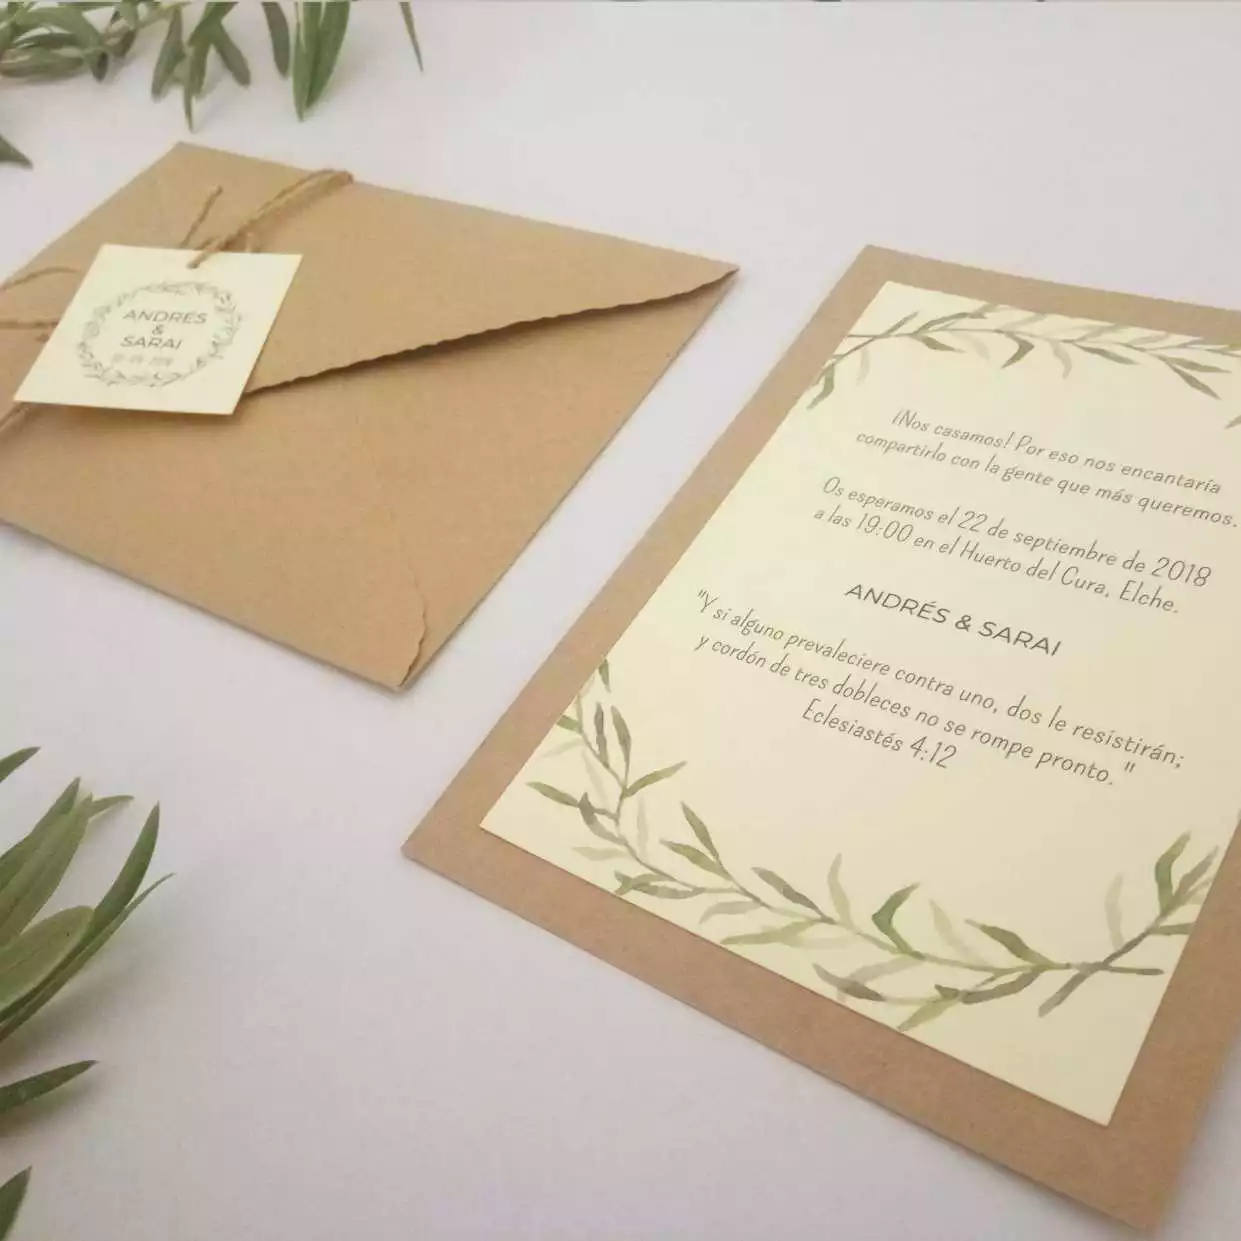 ANDRÉS
&
SARAI
¡Nos casamos! Por eso nos encantaría
compartirlo con la gente que más queremos.
Os esperamos el 22 de septiembre de 2018
a las 19:00 en el Huerto del Cura, Elche.
ANDRÉS & SARAI
"Y si alguno prevaleciere contra uno, dos le resistirán;
y cordón de tres dobleces no se rompe pronto. "
Eclesiastés 4:12